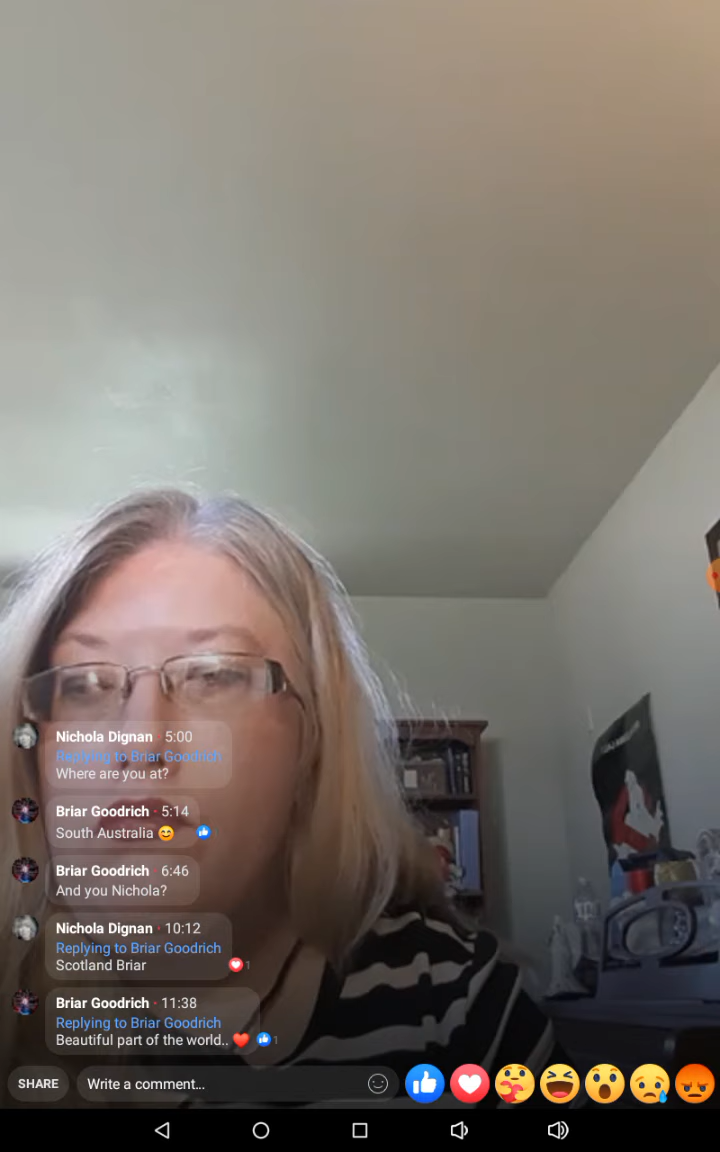 Nichola Dignan · 5:00
Replying to Briar Goodrich
Where are you at?
Briar Goodrich · 5:14
South Australia 😊
Briar Goodrich · 6:46
And you Nichola?
Nichola Dignan · 10:12
Replying to Briar Goodrich
Scotland Briar
1
Briar Goodrich · 11:38
Replying to Briar Goodrich
Beautiful part of the world.. ❤️
1
SHARE
Write a comment...